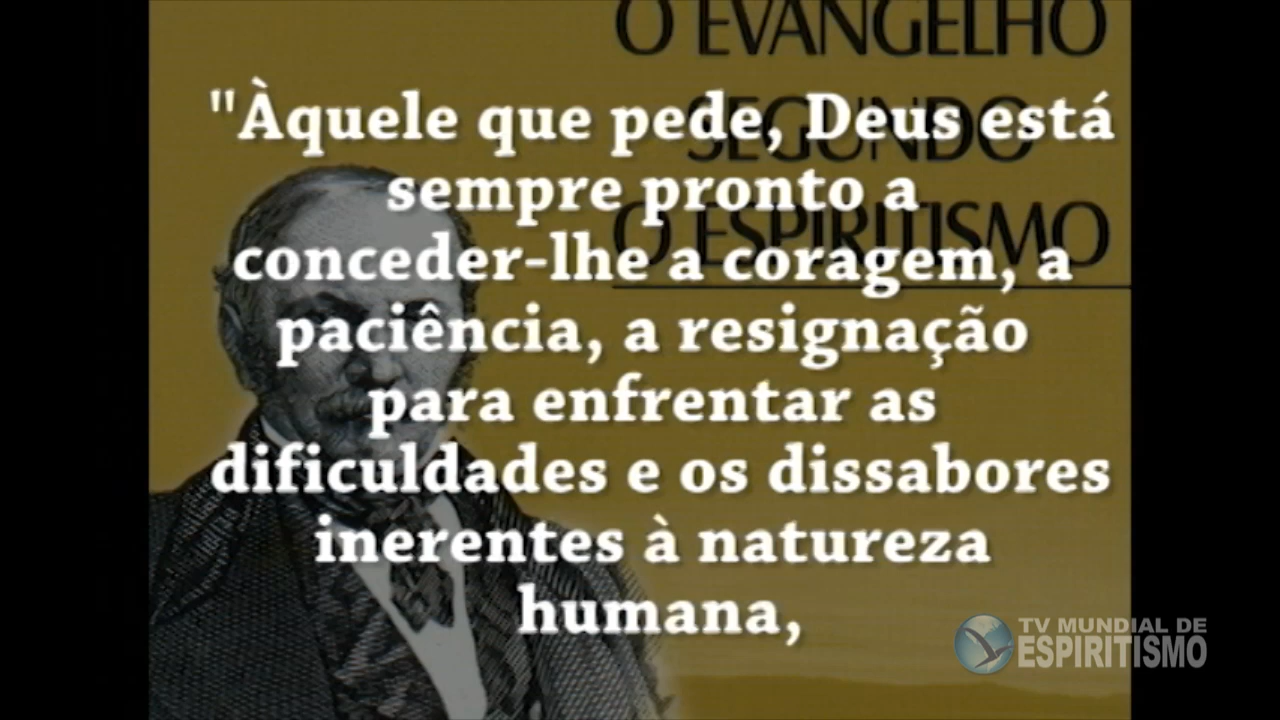 O EVANGELHO
SEGUNDO
O ESPIRITISMO
"Àquele que pede, Deus está
sempre pronto a
conceder-lhe a coragem, a
paciência, a resignação
para enfrentar as
dificuldades e os dissabores
inerentes à natureza
humana,
TV MUNDIAL DE
ESPIRITISMO